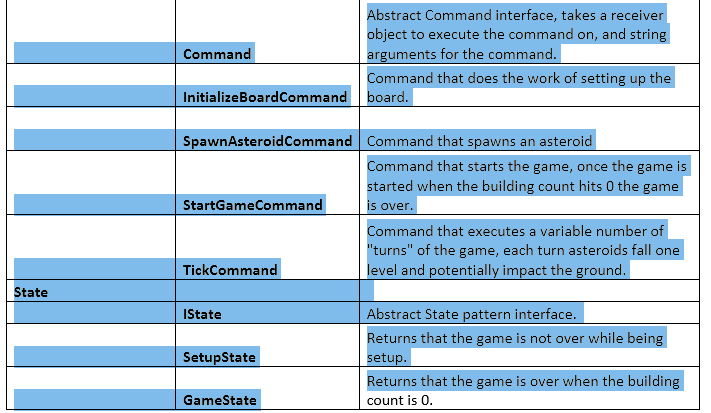 Abstract Command interface, takes a receiver
object to execute the command on, and string
Command arguments for the command.
Command that does the work of setting up the
InitializeBoardCommand board.
SpawnAsteroidCommand Command that spawns an asteroid
Command that starts the game, once the game is
started when the building count hits 0 the game
StartGameCommand is over.
Command that executes a variable number of
"turns" of the game, each turn asteroids fall one
TickCommand level and potentially impact the ground.
State
IState Abstract State pattern interface.
Returns that the game is not over while being
SetupState setup.
Returns that the game is over when the building
GameState count is 0.